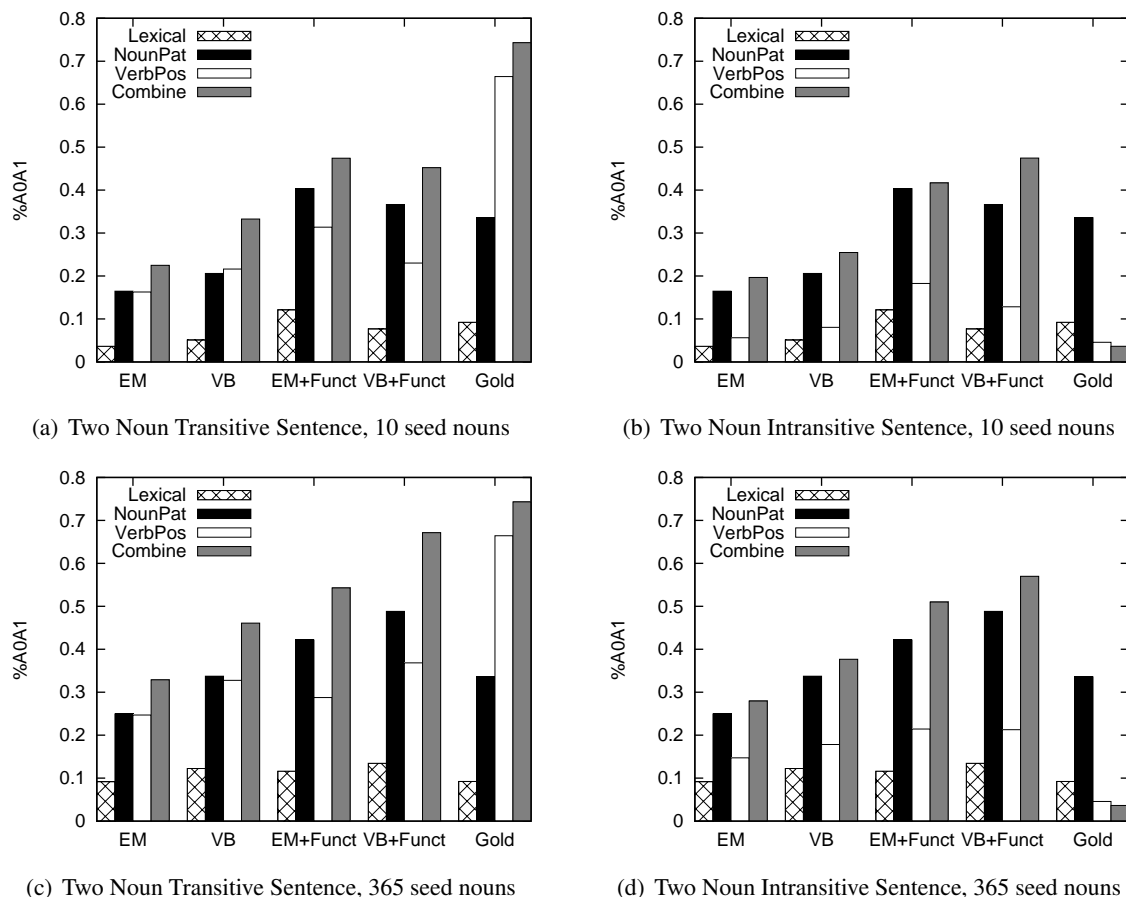 0.8
0.7
0.6
0.5
0.4
0.3
0.2
0.1
0
%A0A1
Lexical
NounPat
VerbPos
Combine
EM VB EM+Funct VB+Funct Gold
(a) Two Noun Transitive Sentence, 10 seed nouns
0.8
0.7
0.6
0.5
0.4
0.3
0.2
0.1
0
%A0A1
Lexical
NounPat
VerbPos
Combine
EM VB EM+Funct VB+Funct Gold
(b) Two Noun Intransitive Sentence, 10 seed nouns
0.8
0.7
0.6
0.5
0.4
0.3
0.2
0.1
0
%A0A1
Lexical
NounPat
VerbPos
Combine
EM VB EM+Funct VB+Funct Gold
(c) Two Noun Transitive Sentence, 365 seed nouns
0.8
0.7
0.6
0.5
0.4
0.3
0.2
0.1
0
%A0A1
Lexical
NounPat
VerbPos
Combine
EM VB EM+Funct VB+Funct Gold
(d) Two Noun Intransitive Sentence, 365 seed nouns